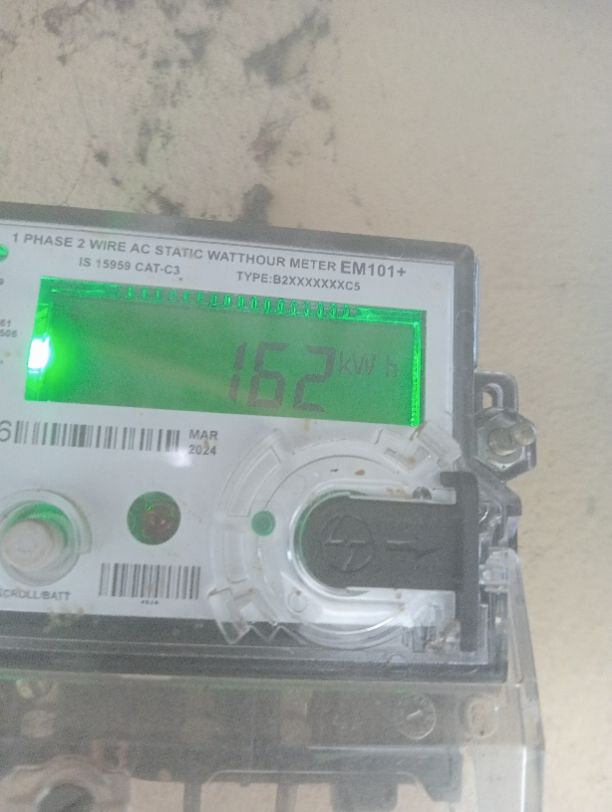 1 PHASE 2 WIRE AC STATIC WATTHOUR METER EM101+
IS 15959 CAT-C3 TYPE:B2XXXXXXXC5
162 kWh
6
MAR
2024
SCROLL/BATT